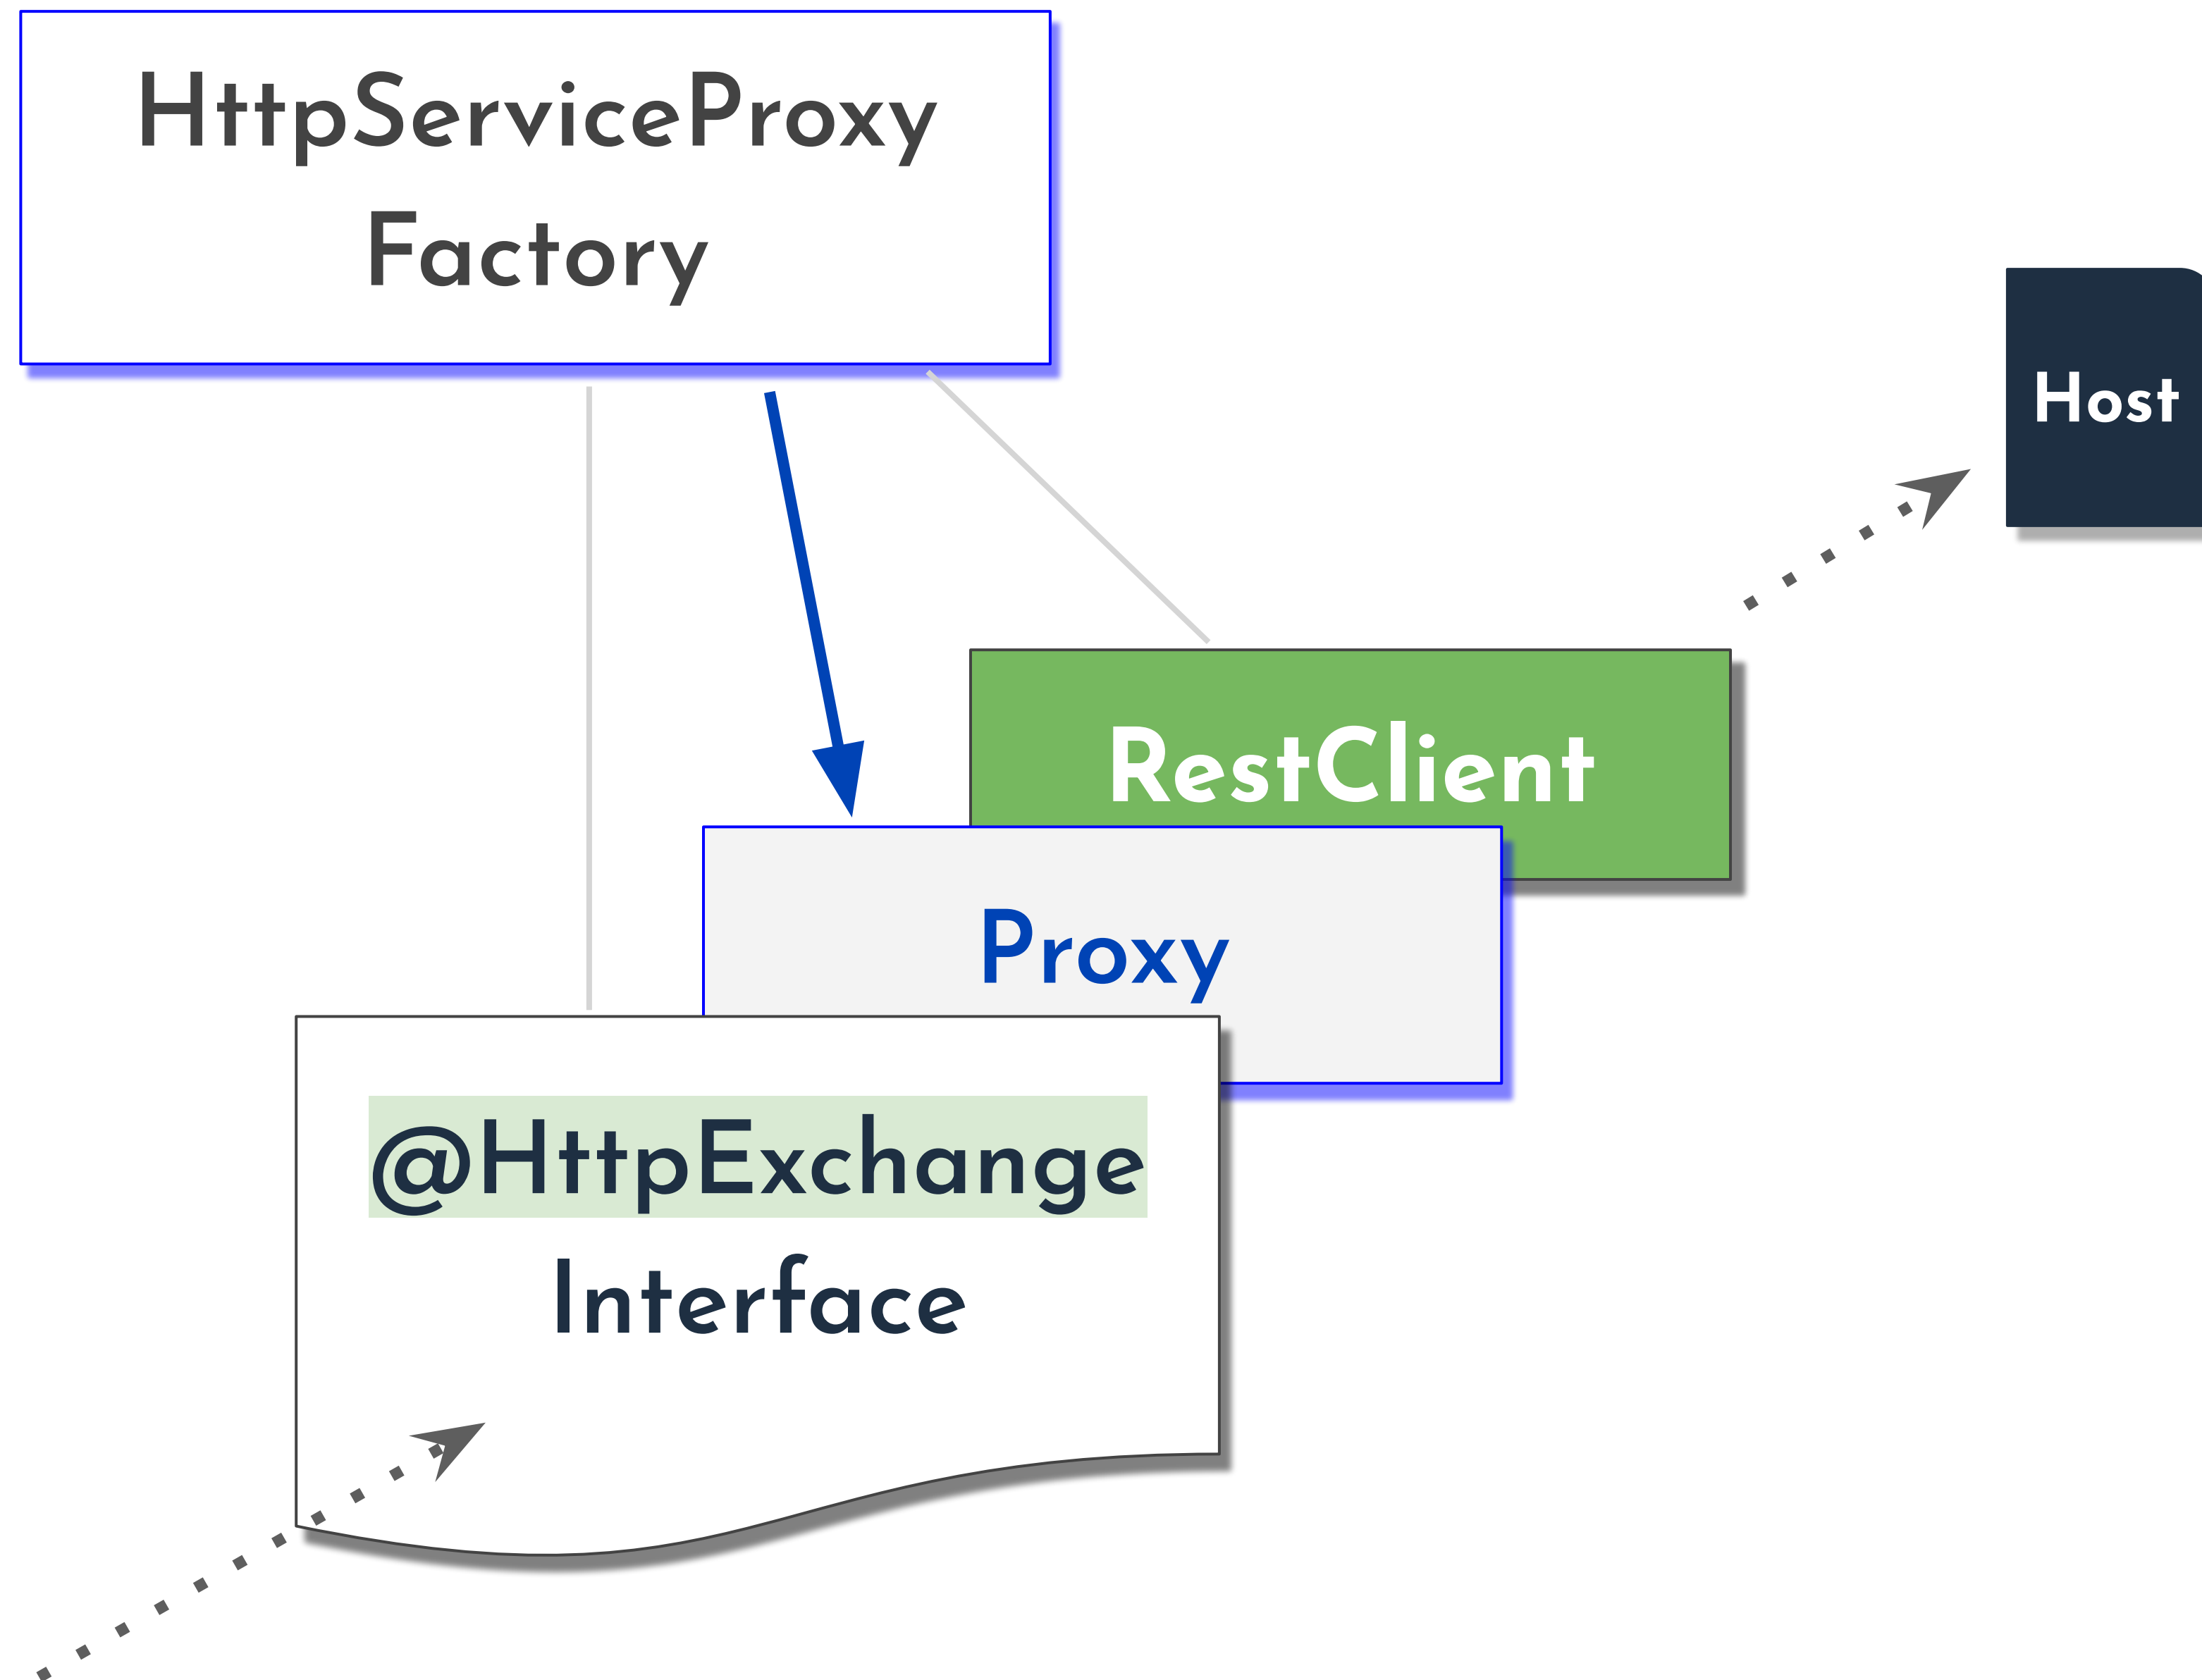 HttpServiceProxy
Factory
Host
RestClient
Proxy
@HttpExchange
Interface